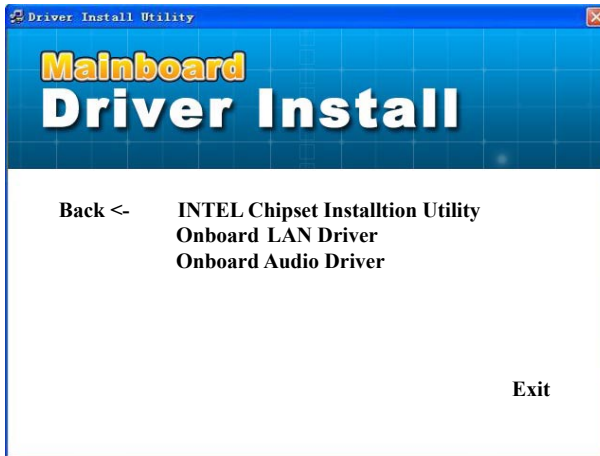 Driver Install Utility
Mainboard
Driver Install
Back <- INTEL Chipset Installtion Utility
Onboard LAN Driver
Onboard Audio Driver
Exit